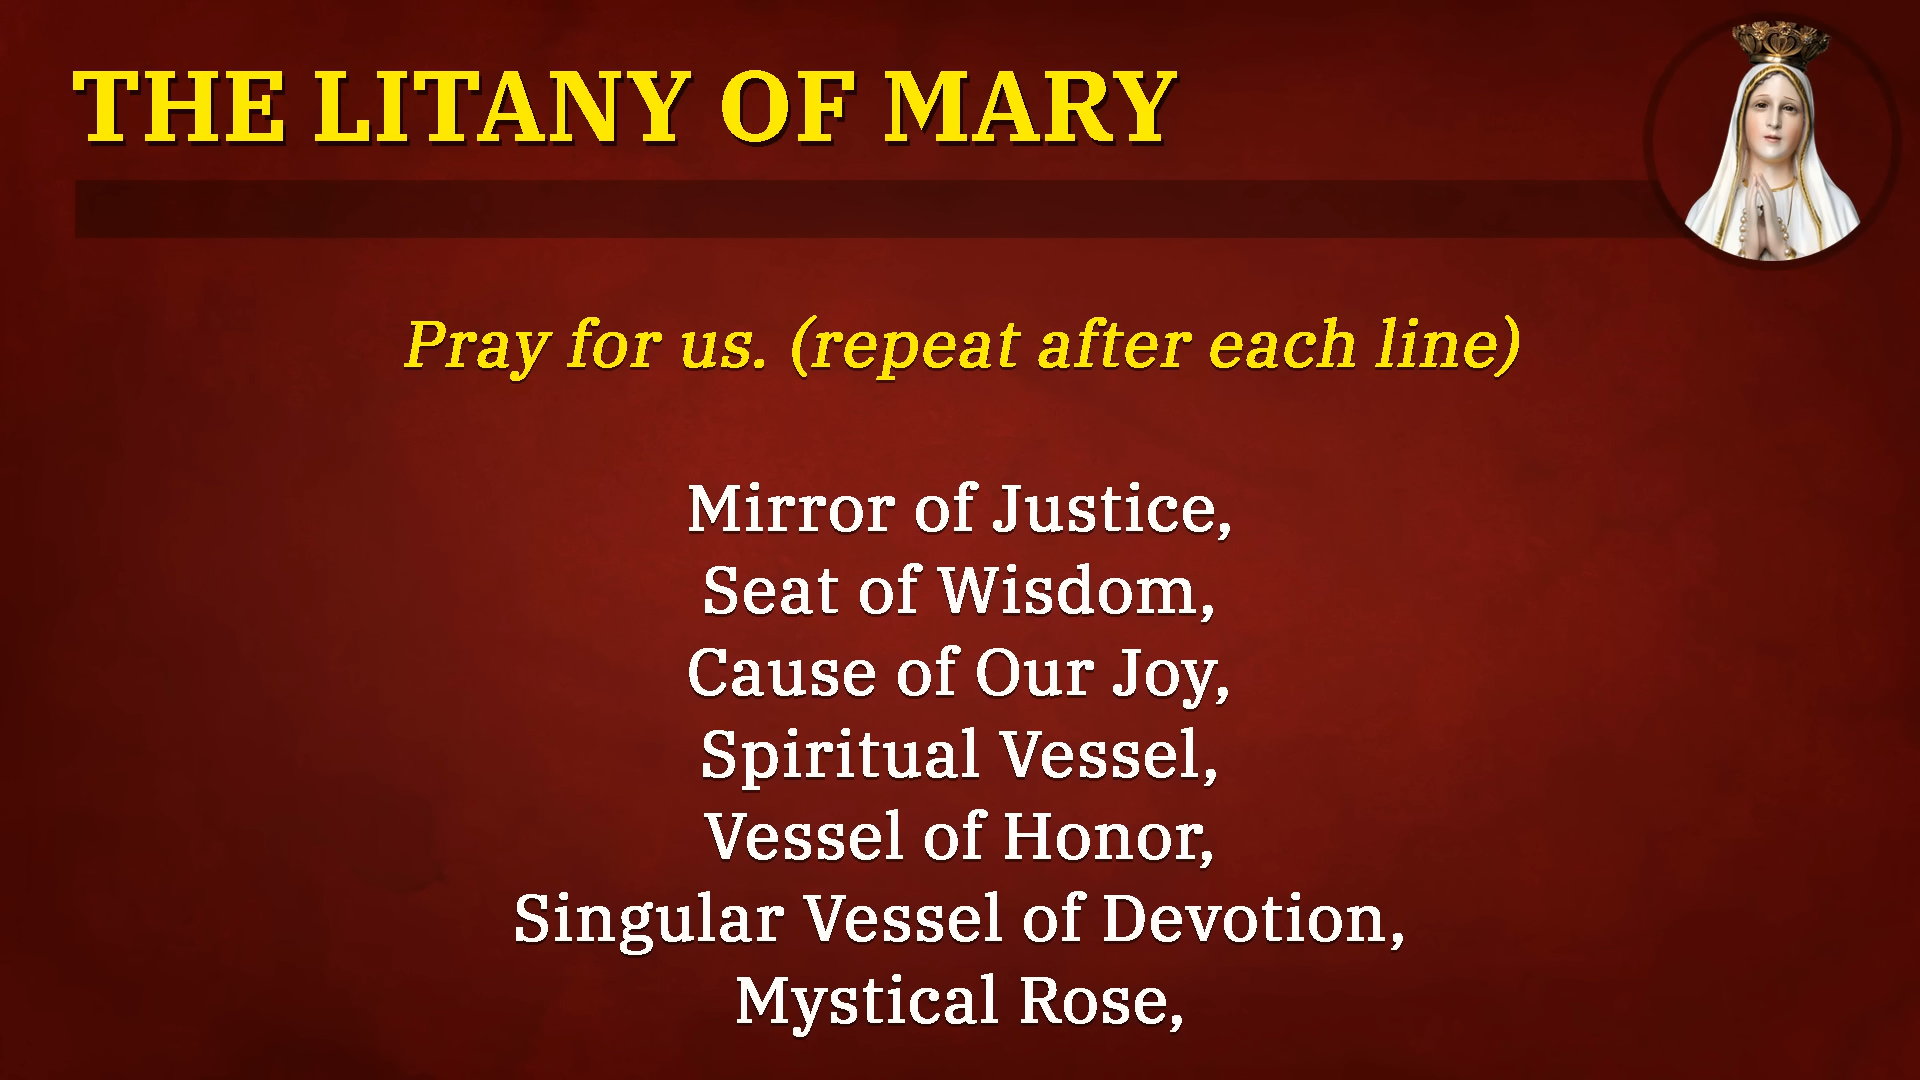 THE LITANY OF MARY
Pray for us. (repeat after each line)
Mirror of Justice,
Seat of Wisdom,
Cause of Our Joy,
Spiritual Vessel,
Vessel of Honor,
Singular Vessel of Devotion,
Mystical Rose,